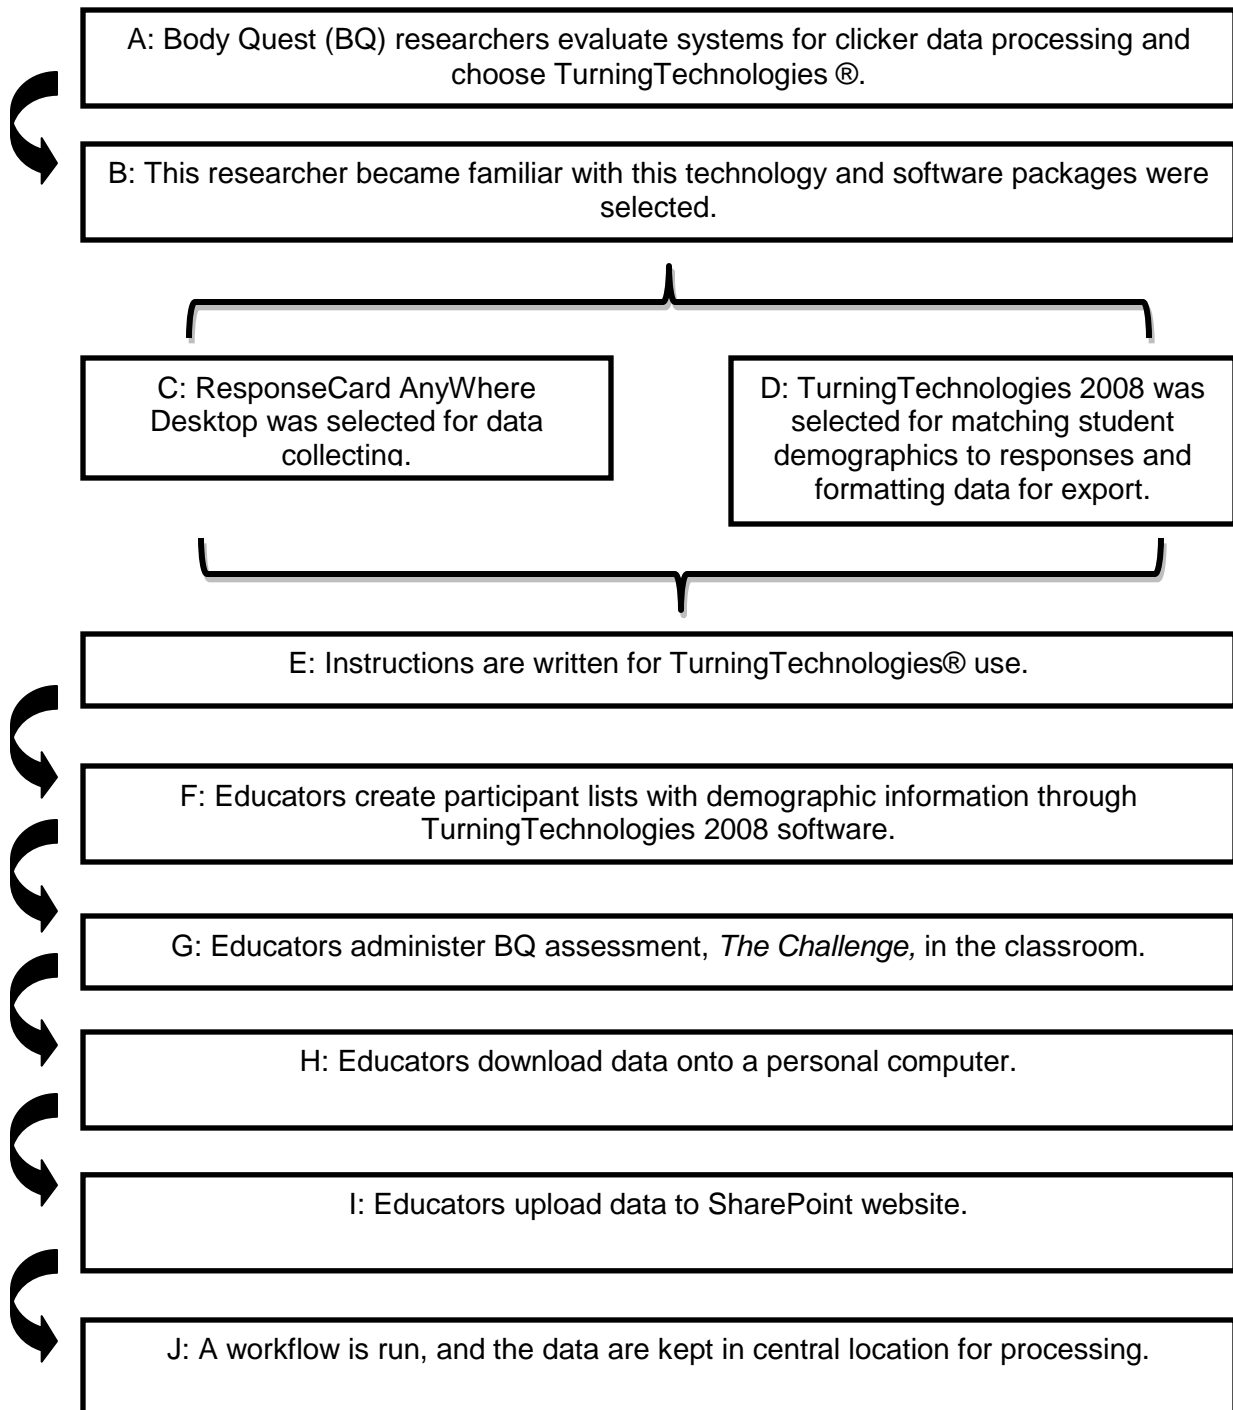 A: Body Quest (BQ) researchers evaluate systems for clicker data processing and
choose TurningTechnologies ®.
B: This researcher became familiar with this technology and software packages were
selected.
C: ResponseCard AnyWhere
Desktop was selected for data
collecting.
D: TurningTechnologies 2008 was
selected for matching student
demographics to responses and
formatting data for export.
E: Instructions are written for TurningTechnologies® use.
F: Educators create participant lists with demographic information through
TurningTechnologies 2008 software.
G: Educators administer BQ assessment, The Challenge, in the classroom.
H: Educators download data onto a personal computer.
I: Educators upload data to SharePoint website.
J: A workflow is run, and the data are kept in central location for processing.